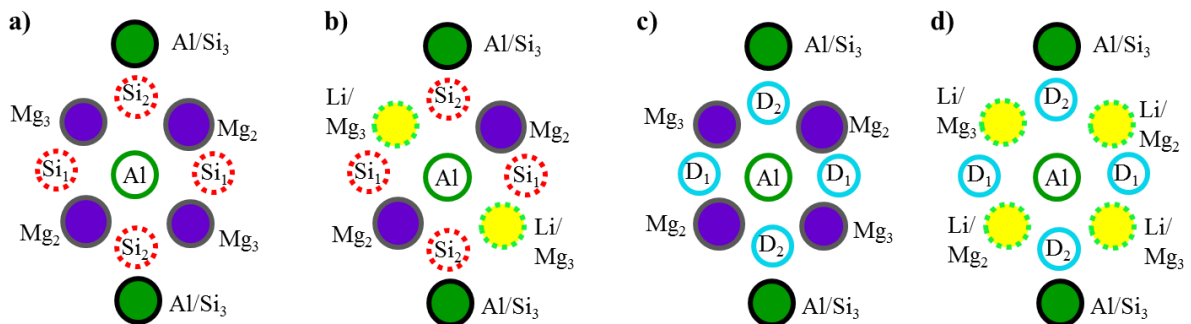 a)
Al/Si3
Si2
Mg3
Mg2
Si1
Al
Si1
Mg2
Mg3
Si2
Al/Si3
b)
Al/Si3
Li/
Mg3
Si2
Mg2
Si1
Al
Si1
Mg2
Li/
Mg3
Si2
Al/Si3
c)
Al/Si3
D2
Mg3
Mg2
D1
Al
D1
Mg2
Mg3
D2
Al/Si3
d)
Al/Si3
Li/
Mg3
D2
Li/
Mg2
D1
Al
D1
Li/
Mg2
D2
Li/
Mg3
Al/Si3